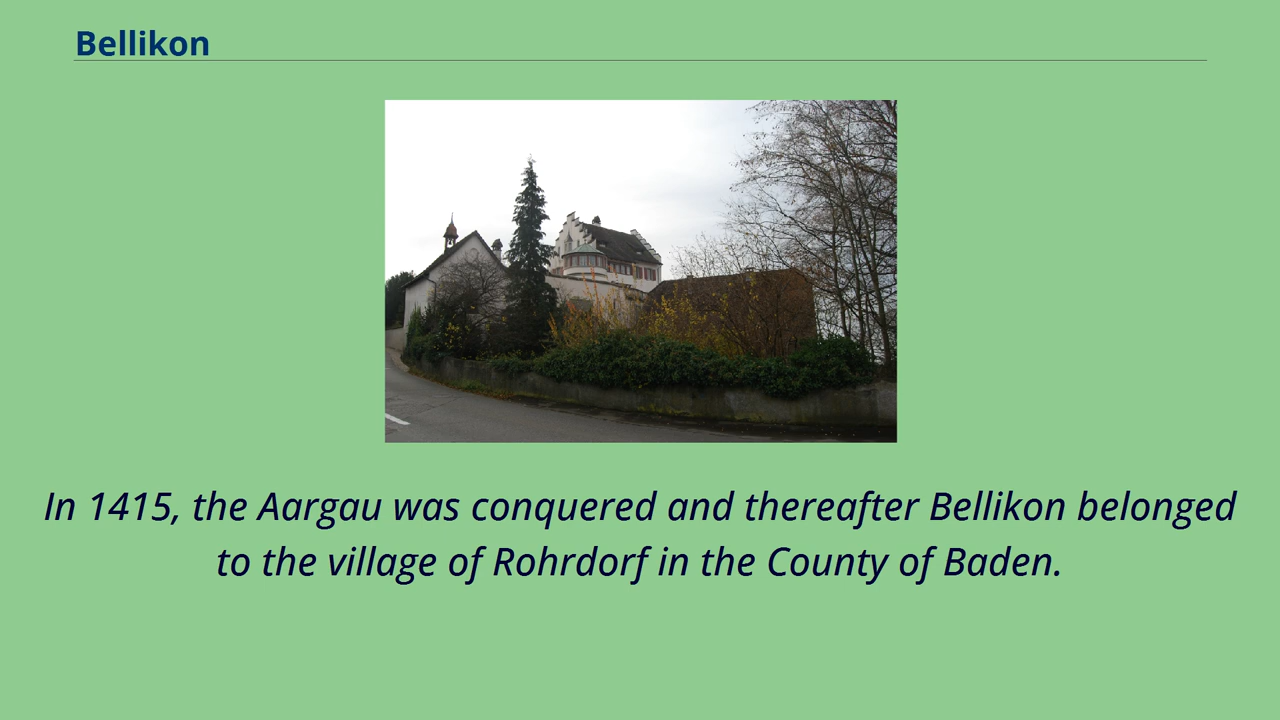 Bellikon
In 1415, the Aargau was conquered and thereafter Bellikon belonged
to the village of Rohrdorf in the County of Baden.